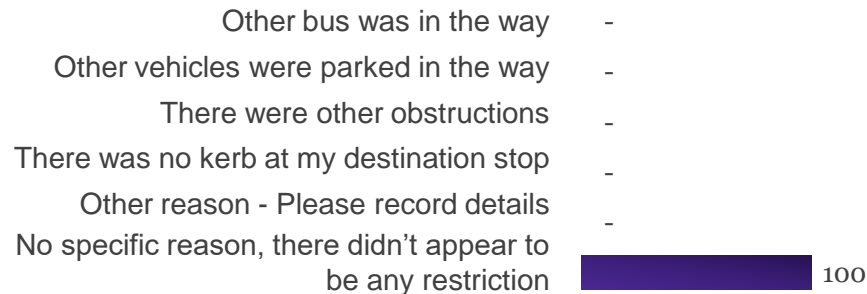 Other bus was in the way -
Other vehicles were parked in the way -
There were other obstructions -
There was no kerb at my destination stop -
Other reason - Please record details -
No specific reason, there didn’t appear to
be any restriction 100